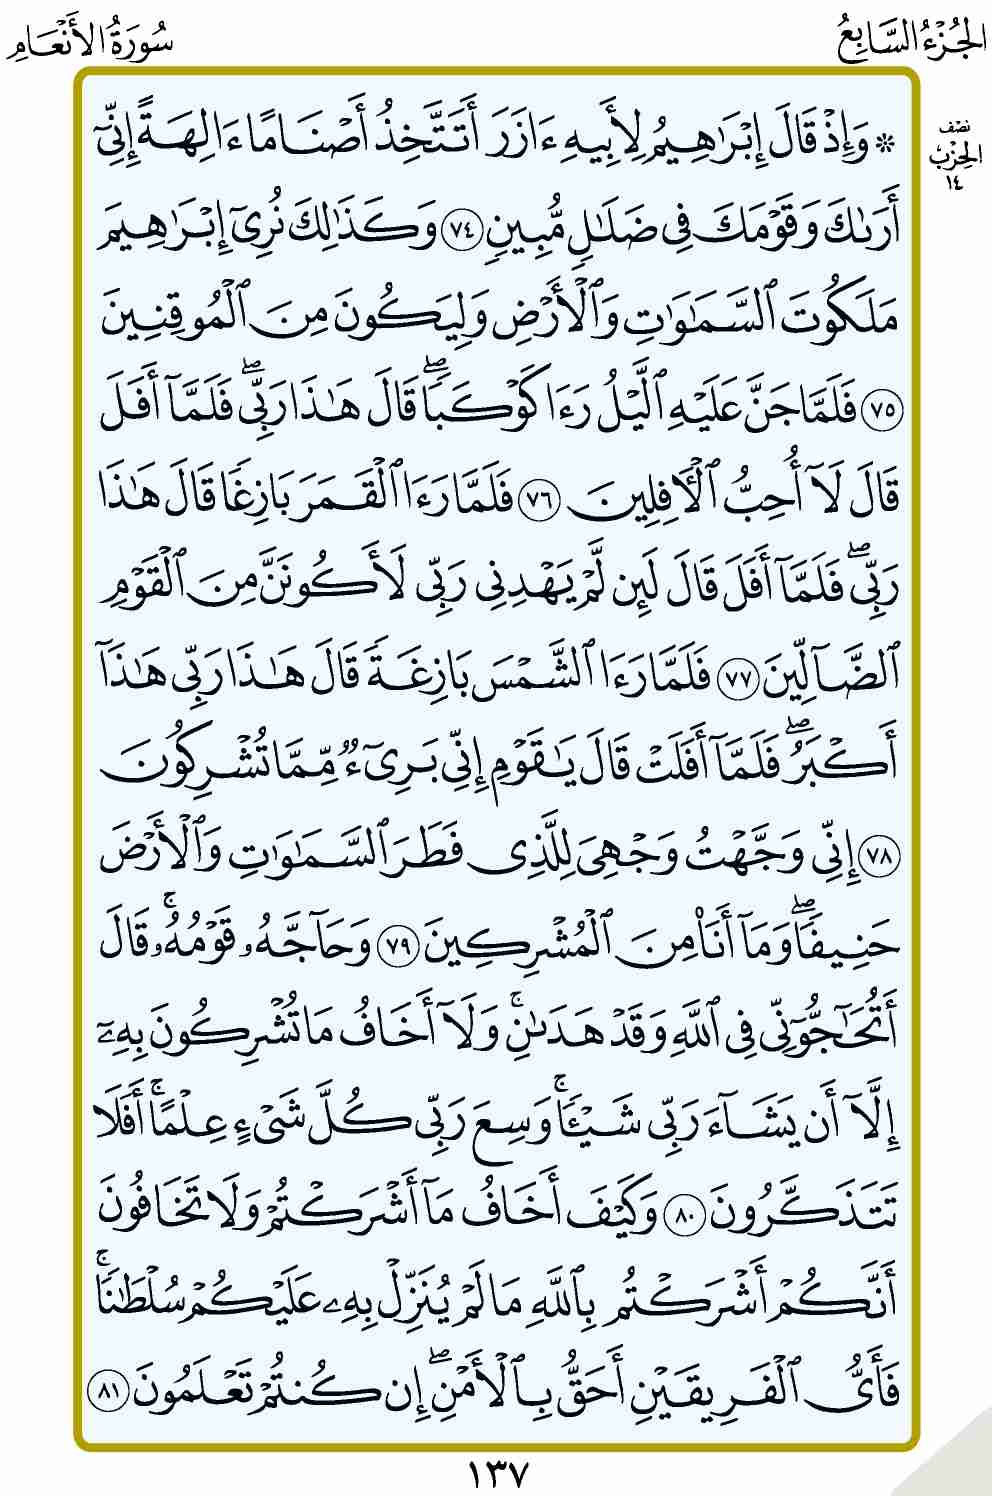 الجُزْءُ السَّابِعُ
سُورَةُ الأَنْعَامِ
نصف
الحِزْب
١٤
۞ وَإِذۡ قَالَ إِبۡرَٰهِيمُ لِأَبِيهِ ءَازَرَ أَتَتَّخِذُ أَصۡنَامًا ءَالِهَةً إِنِّيٓ
أَرَىٰكَ وَقَوۡمَكَ فِي ضَلَٰلٖ مُّبِينٖ ٧٤ وَكَذَٰلِكَ نُرِيٓ إِبۡرَٰهِيمَ
مَلَكُوتَ ٱلسَّمَٰوَٰتِ وَٱلۡأَرۡضِ وَلِيَكُونَ مِنَ ٱلۡمُوقِنِينَ
٧٥ فَلَمَّا جَنَّ عَلَيۡهِ ٱلَّيۡلُ رَءَا كَوۡكَبٗاۖ قَالَ هَٰذَا رَبِّيۖ فَلَمَّآ أَفَلَ
قَالَ لَآ أُحِبُّ ٱلۡأٓفِلِينَ ٧٦ فَلَمَّا رَءَا ٱلۡقَمَرَ بَازِغٗا قَالَ هَٰذَا
رَبِّيۖ فَلَمَّآ أَفَلَ قَالَ لَئِن لَّمۡ يَهۡدِنِي رَبِّي لَأَكُونَنَّ مِنَ ٱلۡقَوۡمِ
ٱلضَّآلِّينَ ٧٧ فَلَمَّا رَءَا ٱلشَّمۡسَ بَازِغَةٗ قَالَ هَٰذَا رَبِّي هَٰذَآ
أَكۡبَرُۖ فَلَمَّآ أَفَلَتۡ قَالَ يَٰقَوۡمِ إِنِّي بَرِيٓءٞ مِّمَّا تُشۡرِكُونَ
٧٨ إِنِّي وَجَّهۡتُ وَجۡهِيَ لِلَّذِي فَطَرَ ٱلسَّمَٰوَٰتِ وَٱلۡأَرۡضَ
حَنِيفٗاۖ وَمَآ أَنَا۠ مِنَ ٱلۡمُشۡرِكِينَ ٧٩ وَحَآجَّهُۥ قَوۡمُهُۥۚ قَالَ
أَتُحَٰٓجُّوٓنِّي فِي ٱللَّهِ وَقَدۡ هَدَىٰنِۚ وَلَآ أَخَافُ مَا تُشۡرِكُونَ بِهِۦٓ
إِلَّآ أَن يَشَآءَ رَبِّي شَيۡـٔٗاۚ وَسِعَ رَبِّي كُلَّ شَيۡءٍ عِلۡمًاۚ أَفَلَا
تَتَذَكَّرُونَ ٨٠ وَكَيۡفَ أَخَافُ مَآ أَشۡرَكۡتُمۡ وَلَا تَخَافُونَ
أَنَّكُمۡ أَشۡرَكۡتُم بِٱللَّهِ مَا لَمۡ يُنَزِّلۡ بِهِۦ عَلَيۡكُمۡ سُلۡطَٰنٗاۚ
فَأَيُّ ٱلۡفَرِيقَيۡنِ أَحَقُّ بِٱلۡأَمۡنِۖ إِن كُنتُمۡ تَعۡلَمُونَ ٨١
١٣٧